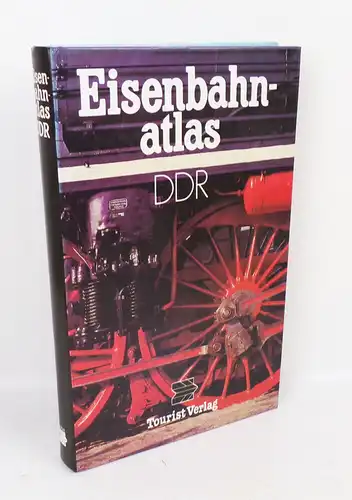 Eisenbahn-
atlas
DDR
Tourist Verlag
Eisen-
bahn-
atlas
DDR